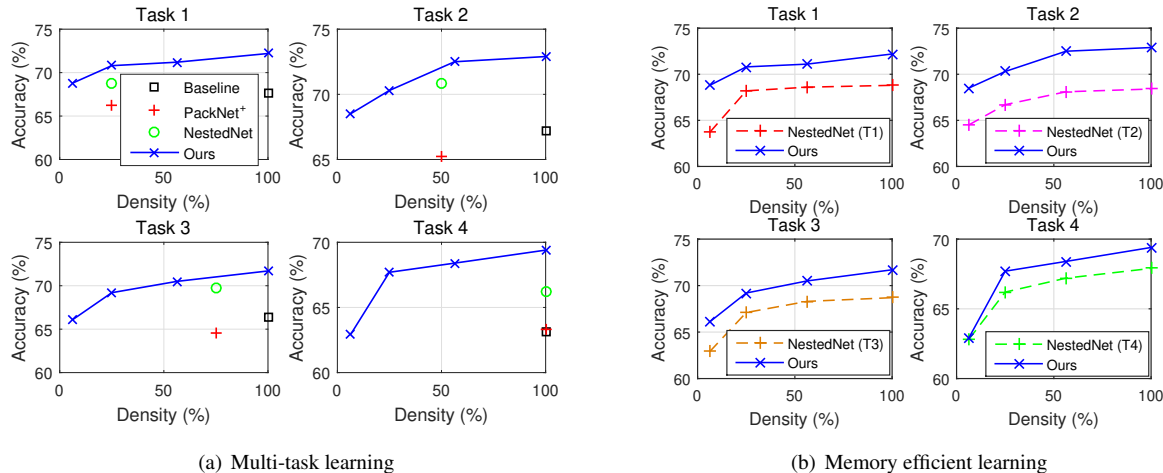 Task 1
75
70
65
60
0
50
100
Accuracy (%)
Density (%)
Baseline
PackNet+
NestedNet
Ours
Task 2
75
70
65
0
50
100
Accuracy (%)
Density (%)
Task 3
75
70
65
60
0
50
100
Accuracy (%)
Density (%)
Task 4
70
65
60
0
50
100
Accuracy (%)
Density (%)
(a) Multi-task learning
Task 1
75
70
65
60
0
50
100
Accuracy (%)
Density (%)
NestedNet (T1)
Ours
Task 2
75
70
65
60
0
50
100
Accuracy (%)
Density (%)
NestedNet (T2)
Ours
Task 3
75
70
65
60
0
50
100
Accuracy (%)
Density (%)
NestedNet (T3)
Ours
Task 4
70
65
60
0
50
100
Accuracy (%)
Density (%)
NestedNet (T4)
Ours
(b) Memory efficient learning